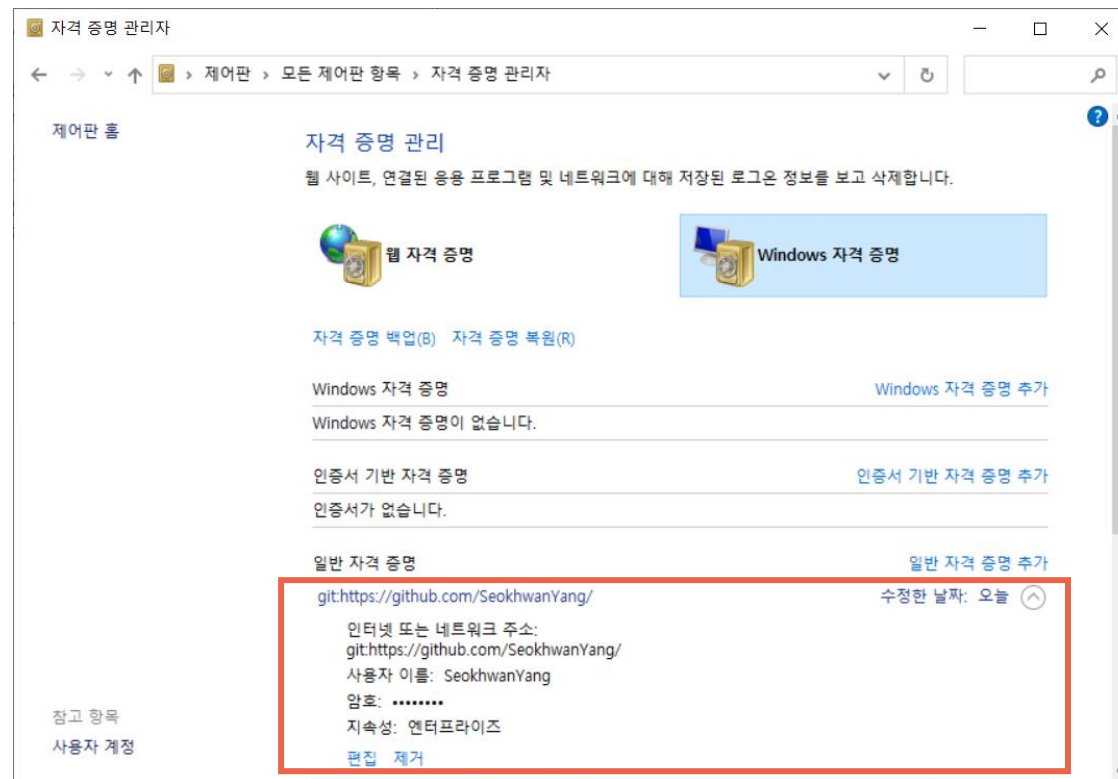 자격 증명 관리자
제어판 › 모든 제어판 항목 › 자격 증명 관리자
제어판 홈
자격 증명 관리
웹 사이트, 연결된 응용 프로그램 및 네트워크에 대해 저장된 로그온 정보를 보고 삭제합니다.
웹 자격 증명
Windows 자격 증명
자격 증명 백업(B) 자격 증명 복원(R)
Windows 자격 증명 Windows 자격 증명 추가
Windows 자격 증명이 없습니다.
인증서 기반 자격 증명 인증서 기반 자격 증명 추가
인증서가 없습니다.
일반 자격 증명 일반 자격 증명 추가
git:https://github.com/SeokhwanYang/ 수정한 날짜: 오늘
인터넷 또는 네트워크 주소:
git:https://github.com/SeokhwanYang/
사용자 이름: SeokhwanYang
암호: ••••••••
지속성: 엔터프라이즈
편집 제거
참고 항목
사용자 계정